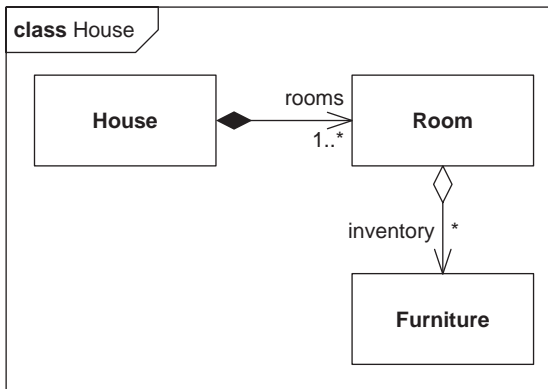 class House
House
rooms
1..*
Room
inventory
*
Furniture